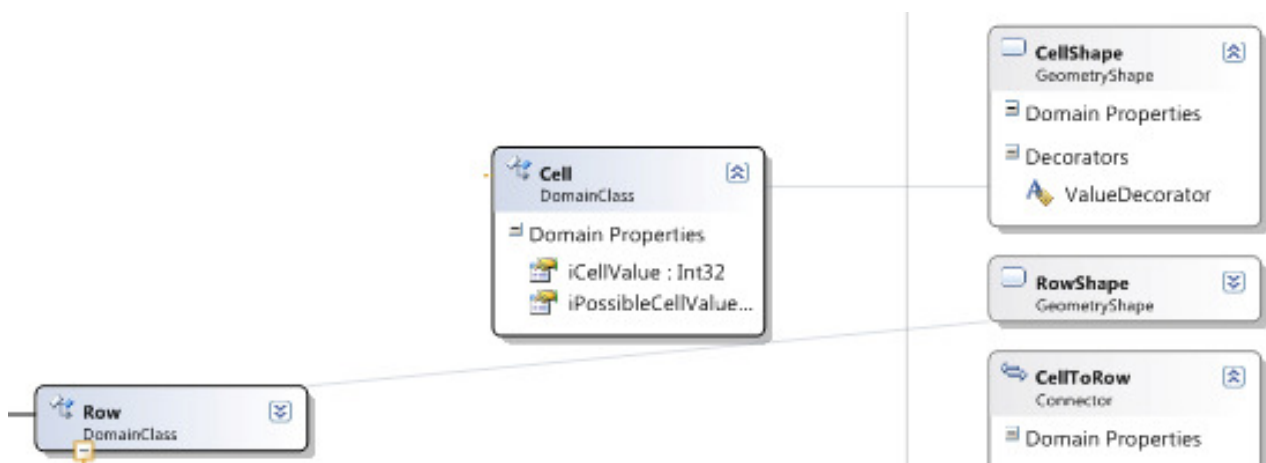 CellShape
GeometryShape
Domain Properties
Decorators
ValueDecorator
Cell
DomainClass
Domain Properties
iCellValue : Int32
iPossibleCellValue...
RowShape
GeometryShape
CellToRow
Connector
Domain Properties
Row
DomainClass